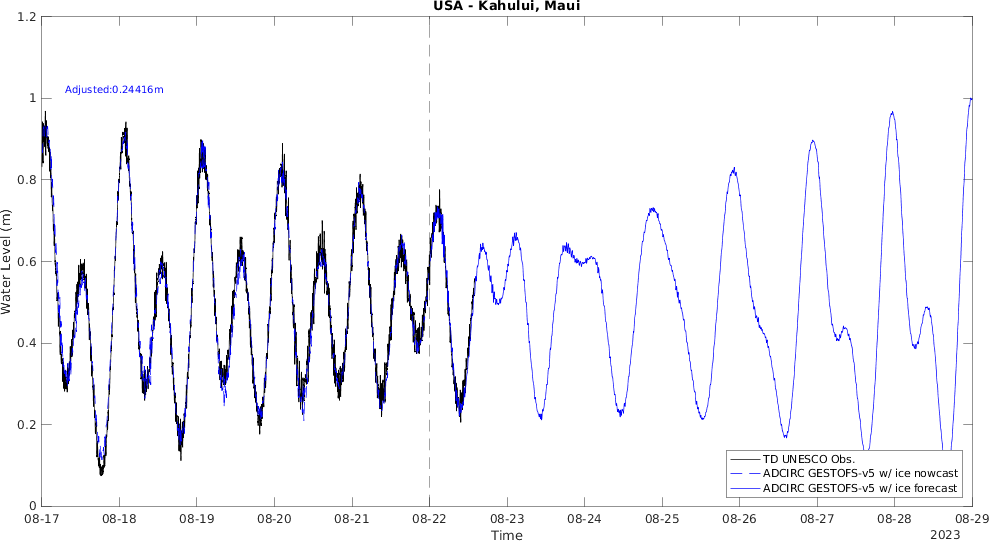 USA - Kahului, Maui
Water Level (m)
1.2
1
0.8
0.6
0.4
0.2
0
Adjusted:0.24416m
TD UNESCO Obs.
ADCIRC GESTOFS-v5 w/ ice nowcast
ADCIRC GESTOFS-v5 w/ ice forecast
08-17 08-18 08-19 08-20 08-21 08-22 08-23 08-24 08-25 08-26 08-27 08-28 08-29
Time
2023